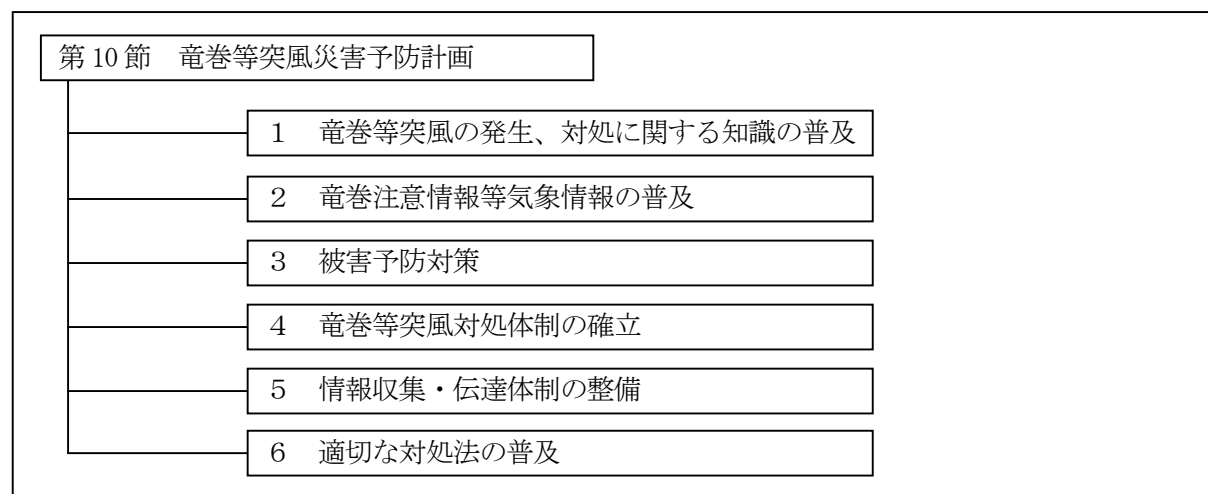 第10節　竜巻等突風災害予防計画
１　竜巻等突風の発生、対処に関する知識の普及
２　竜巻注意情報等気象情報の普及
３　被害予防対策
４　竜巻等突風対処体制の確立
５　情報収集・伝達体制の整備
６　適切な対処法の普及